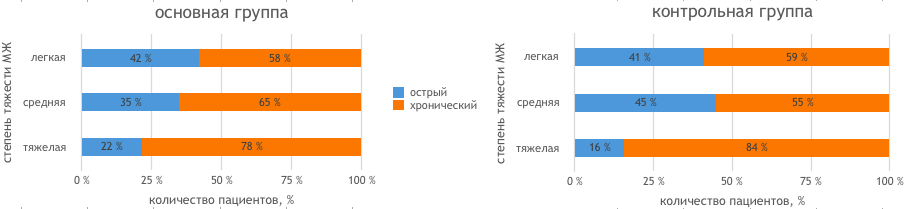 основная группа
степень тяжести МЖ
легкая
42 %
58 %
средняя
35 %
65 %
тяжелая
22 %
78 %
0 %
25 %
50 %
75 %
100 %
количество пациентов, %
острый
хронический
контрольная группа
степень тяжести МЖ
легкая
41 %
59 %
средняя
45 %
55 %
тяжелая
16 %
84 %
0 %
25 %
50 %
75 %
100 %
количество пациентов, %